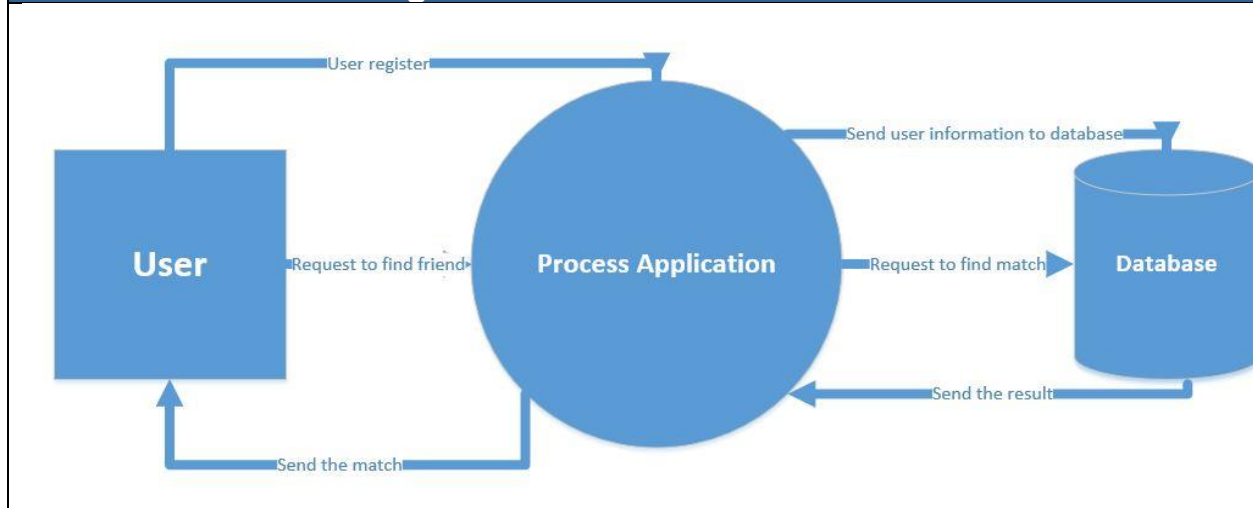 User register
Send user information to database
User
Request to find friend
Process Application
Request to find match
Database
Send the result
Send the match